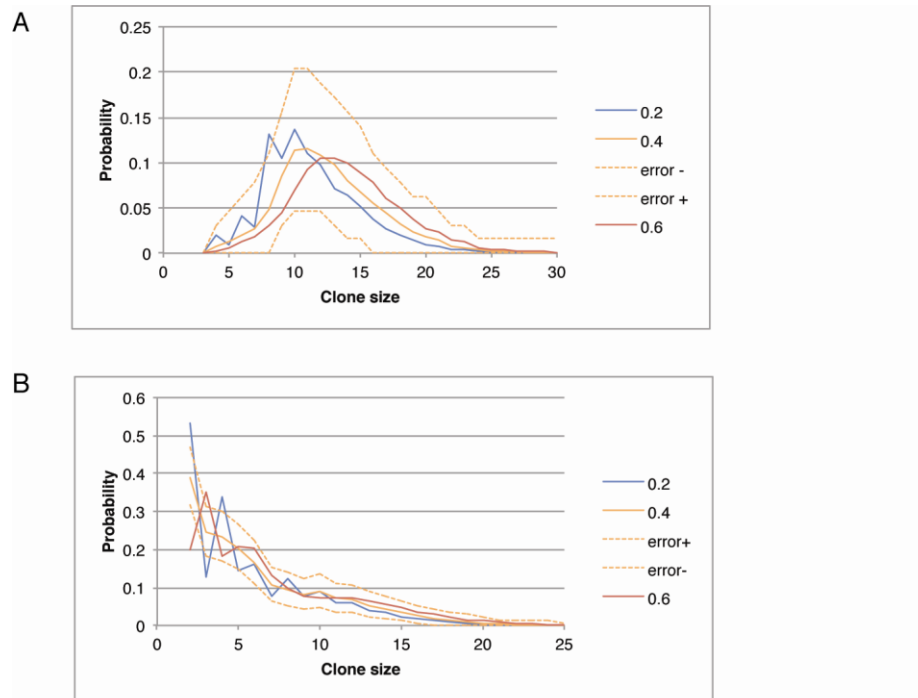 A
0.25
0.2
0.15
0.1
0.05
0
Probability
0 5 10 15 20 25 30
Clone size
0.2
0.4
error -
error +
0.6
B
0.6
0.5
0.4
0.3
0.2
0.1
0
Probability
0 5 10 15 20 25
Clone size
0.2
0.4
error+
error-
0.6